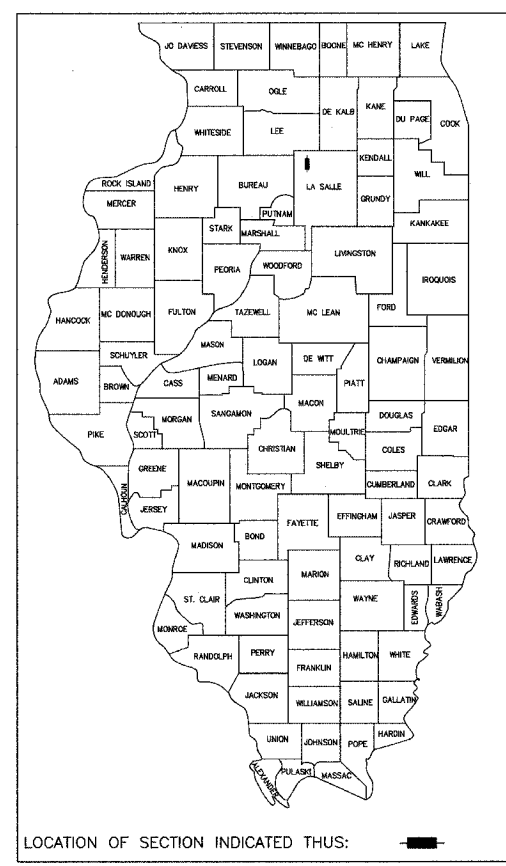 JO DAVIESS STEVENSON WINNEBAGO BOONE MC HENRY LAKE
CARROLL OGLE DE KALB KANE DU PAGE COOK
WHITESIDE LEE
KENDALL WILL
ROCK ISLAND HENRY BUREAU LA SALLE GRUNDY
MERCER PUTNAM KANKAKEE
STARK MARSHALL
HENDERSON WARREN KNOX PEORIA WOODFORD LIVINGSTON IROQUOIS
FORD
HANCOCK MC DONOUGH FULTON TAZEWELL MC LEAN
MASON
SCHUYLER LOGAN DE WITT CHAMPAIGN VERMILION
ADAMS BROWN CASS MENARD PIATT
MACON
PIKE SCOTT MORGAN SANGAMON DOUGLAS EDGAR
MOULTRIE
CHRISTIAN COLES
GREENE SHELBY
CALHOUN JERSEY MACOUPIN MONTGOMERY CUMBERLAND CLARK
FAYETTE EFFINGHAM JASPER CRAWFORD
MADISON BOND
CLAY RICHLAND LAWRENCE
CLINTON MARION
ST. CLAIR WAYNE EDWARDS WABASH
WASHINGTON JEFFERSON
MONROE
RANDOLPH PERRY HAMILTON WHITE
FRANKLIN
JACKSON WILLIAMSON SALINE GALLATIN
UNION JOHNSON POPE HARDIN
ALEXANDER PULASKI MASSAC
LOCATION OF SECTION INDICATED THUS: